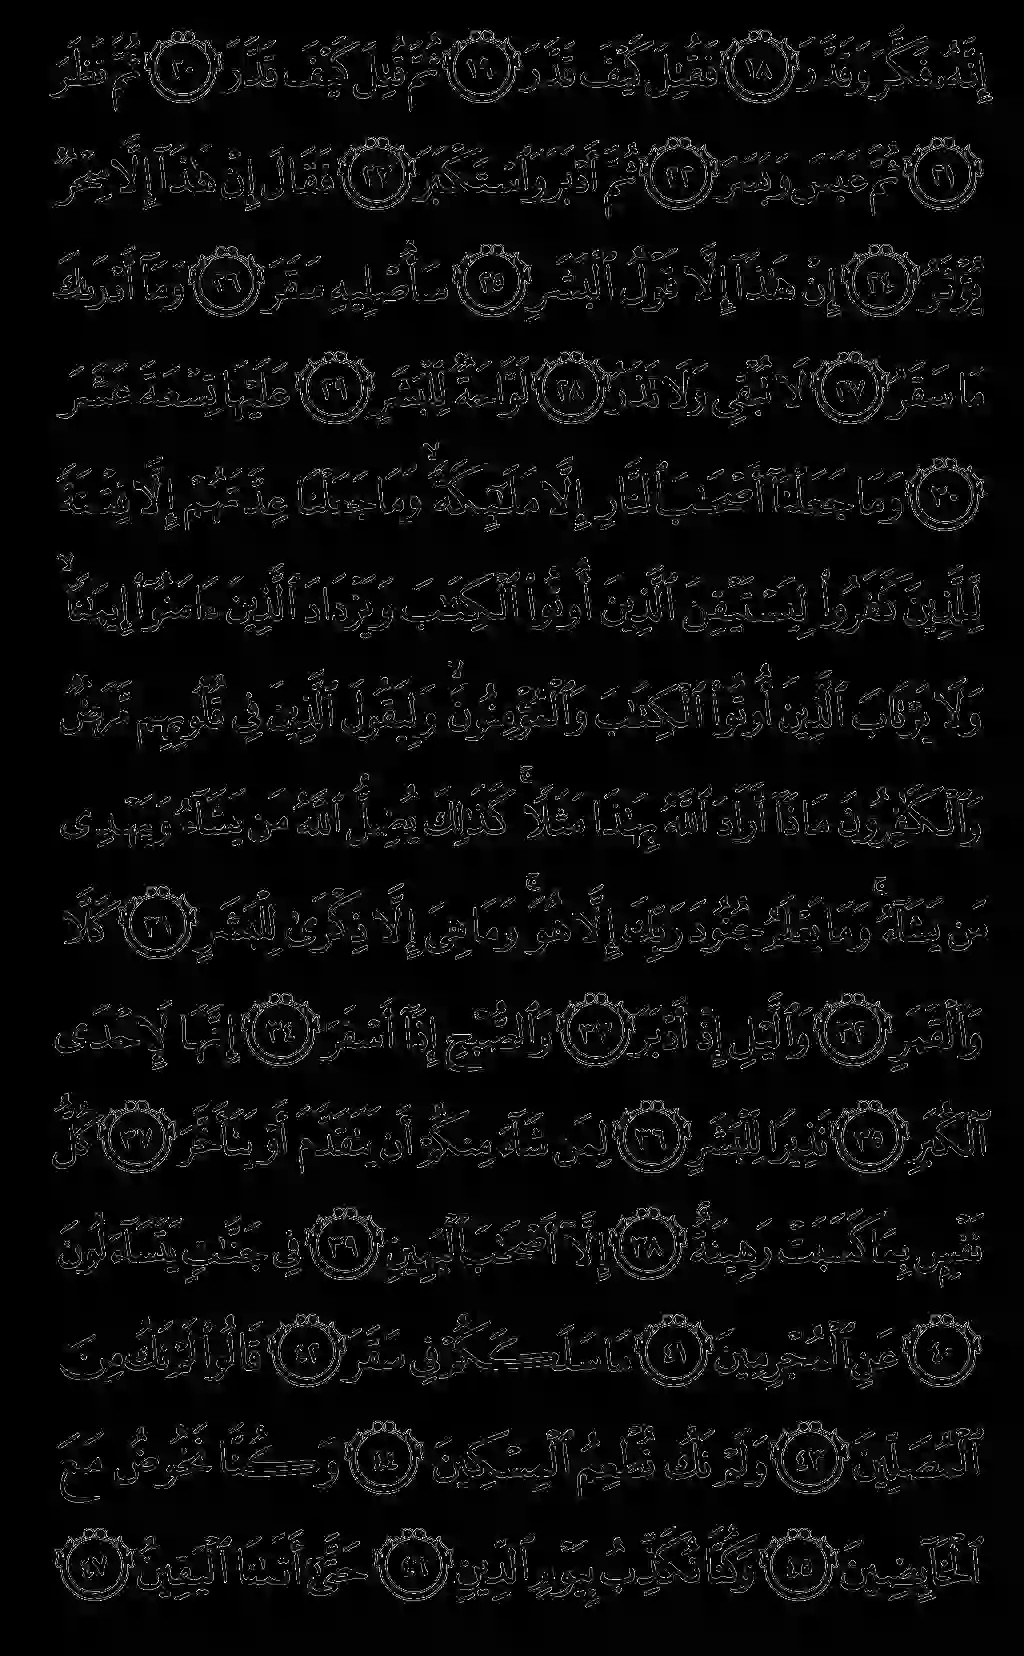 إِنَّهُۥ فَكَّرَ وَقَدَّرَ ١٨ فَقُتِلَ كَيْفَ قَدَّرَ ١٩ ثُمَّ قُتِلَ كَيْفَ قَدَّرَ ٢٠ ثُمَّ نَظَرَ
٢١ ثُمَّ عَبَسَ وَبَسَرَ ٢٢ ثُمَّ أَدْبَرَ وَٱسْتَكْبَرَ ٢٣ فَقَالَ إِنْ هَٰذَآ إِلَّا سِحْرٌ
يُؤْثَرُ ٢٤ إِنْ هَٰذَآ إِلَّا قَوْلُ ٱلْبَشَرِ ٢٥ سَأُصْلِيهِ سَقَرَ ٢٦ وَمَآ أَدْرَىٰكَ
مَا سَقَرُ ٢٧ لَا تُبْقِى وَلَا تَذَرُ ٢٨ لَوَّاحَةٌ لِّلْبَشَرِ ٢٩ عَلَيْهَا تِسْعَةَ عَشَرَ
٣٠ وَمَا جَعَلْنَآ أَصْحَٰبَ ٱلنَّارِ إِلَّا مَلَٰٓئِكَةً ۙ وَمَا جَعَلْنَا عِدَّتَهُمْ إِلَّا فِتْنَةً
لِّلَّذِينَ كَفَرُوا۟ لِيَسْتَيْقِنَ ٱلَّذِينَ أُوتُوا۟ ٱلْكِتَٰبَ وَيَزْدَادَ ٱلَّذِينَ ءَامَنُوٓا۟ إِيمَٰنًا ۙ
وَلَا يَرْتَابَ ٱلَّذِينَ أُوتُوا۟ ٱلْكِتَٰبَ وَٱلْمُؤْمِنُونَ ۙ وَلِيَقُولَ ٱلَّذِينَ فِى قُلُوبِهِم مَّرَضٌ
وَٱلْكَٰفِرُونَ مَاذَآ أَرَادَ ٱللَّهُ بِهَٰذَا مَثَلًا ۚ كَذَٰلِكَ يُضِلُّ ٱللَّهُ مَن يَشَآءُ وَيَهْدِى
مَن يَشَآءُ ۚ وَمَا يَعْلَمُ جُنُودَ رَبِّكَ إِلَّا هُوَ ۚ وَمَا هِىَ إِلَّا ذِكْرَىٰ لِلْبَشَرِ ٣١ كَلَّا
وَٱلْقَمَرِ ٣٢ وَٱلَّيْلِ إِذْ أَدْبَرَ ٣٣ وَٱلصُّبْحِ إِذَآ أَسْفَرَ ٣٤ إِنَّهَا لَإِحْدَى
ٱلْكُبَرِ ٣٥ نَذِيرًا لِّلْبَشَرِ ٣٦ لِمَن شَآءَ مِنكُمْ أَن يَتَقَدَّمَ أَوْ يَتَأَخَّرَ ٣٧ كُلُّ
نَفْسٍۭ بِمَا كَسَبَتْ رَهِينَةٌ ٣٨ إِلَّآ أَصْحَٰبَ ٱلْيَمِينِ ٣٩ فِى جَنَّٰتٍ يَتَسَآءَلُونَ
٤٠ عَنِ ٱلْمُجْرِمِينَ ٤١ مَا سَلَكَكُمْ فِى سَقَرَ ٤٢ قَالُوا۟ لَمْ نَكُ مِنَ
ٱلْمُصَلِّينَ ٤٣ وَلَمْ نَكُ نُطْعِمُ ٱلْمِسْكِينَ ٤٤ وَكُنَّا نَخُوضُ مَعَ
ٱلْخَآئِضِينَ ٤٥ وَكُنَّا نُكَذِّبُ بِيَوْمِ ٱلدِّينِ ٤٦ حَتَّىٰٓ أَتَىٰنَا ٱلْيَقِينُ ٤٧